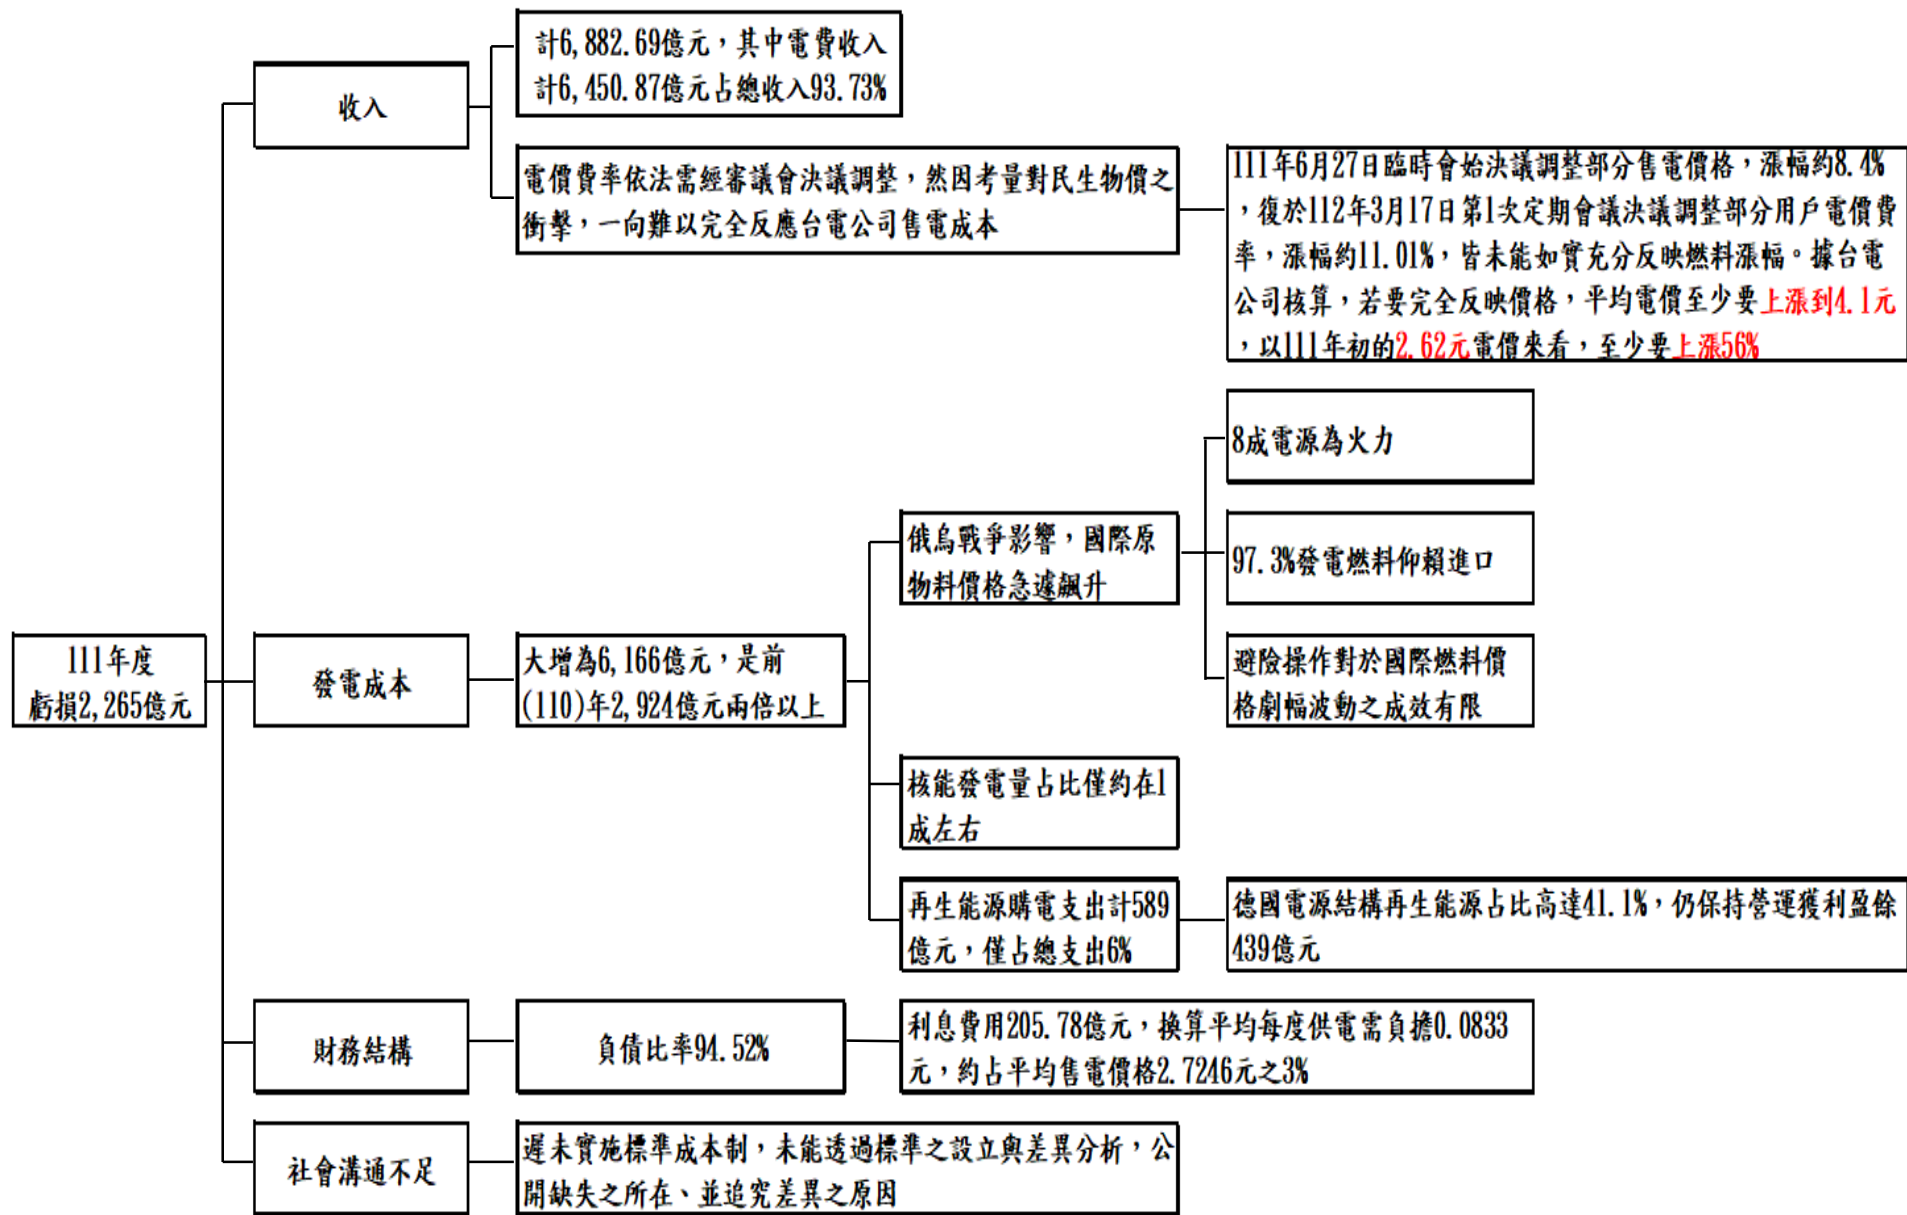 111年度
虧損2,265億元
收入
計6,882.69億元，其中電費收入
計6,450.87億元占總收入93.73%
電價費率依法需經審議會決議調整，然因考量對民生物價之
衝擊，一向難以完全反應台電公司售電成本
111年6月27日臨時會始決議調整部分售電價格，漲幅約8.4%
，復於112年3月17日第1次定期會議決議調整部分用戶電價費
率，漲幅約11.01%，皆未能如實充分反映燃料漲幅。據台電
公司核算，若要完全反映價格，平均電價至少要上漲到4.1元
，以111年初的2.62元電價來看，至少要上漲56%
發電成本
大增為6,166億元，是前
(110)年2,924億元兩倍以上
俄烏戰爭影響，國際原
物料價格急遽飆升
8成電源為火力
97.3%發電燃料仰賴進口
避險操作對於國際燃料價
格劇幅波動之成效有限
核能發電量占比僅約在1
成左右
再生能源購電支出計589
億元，僅占總支出6%
德國電源結構再生能源占比高達41.1%，仍保持營運獲利盈餘
439億元
財務結構
負債比率94.52%
利息費用205.78億元，換算平均每度供電需負擔0.0833
元，約占平均售電價格2.7246元之3%
社會溝通不足
遲未實施標準成本制，未能透過標準之設立與差異分析，公
開缺失之所在、並追究差異之原因